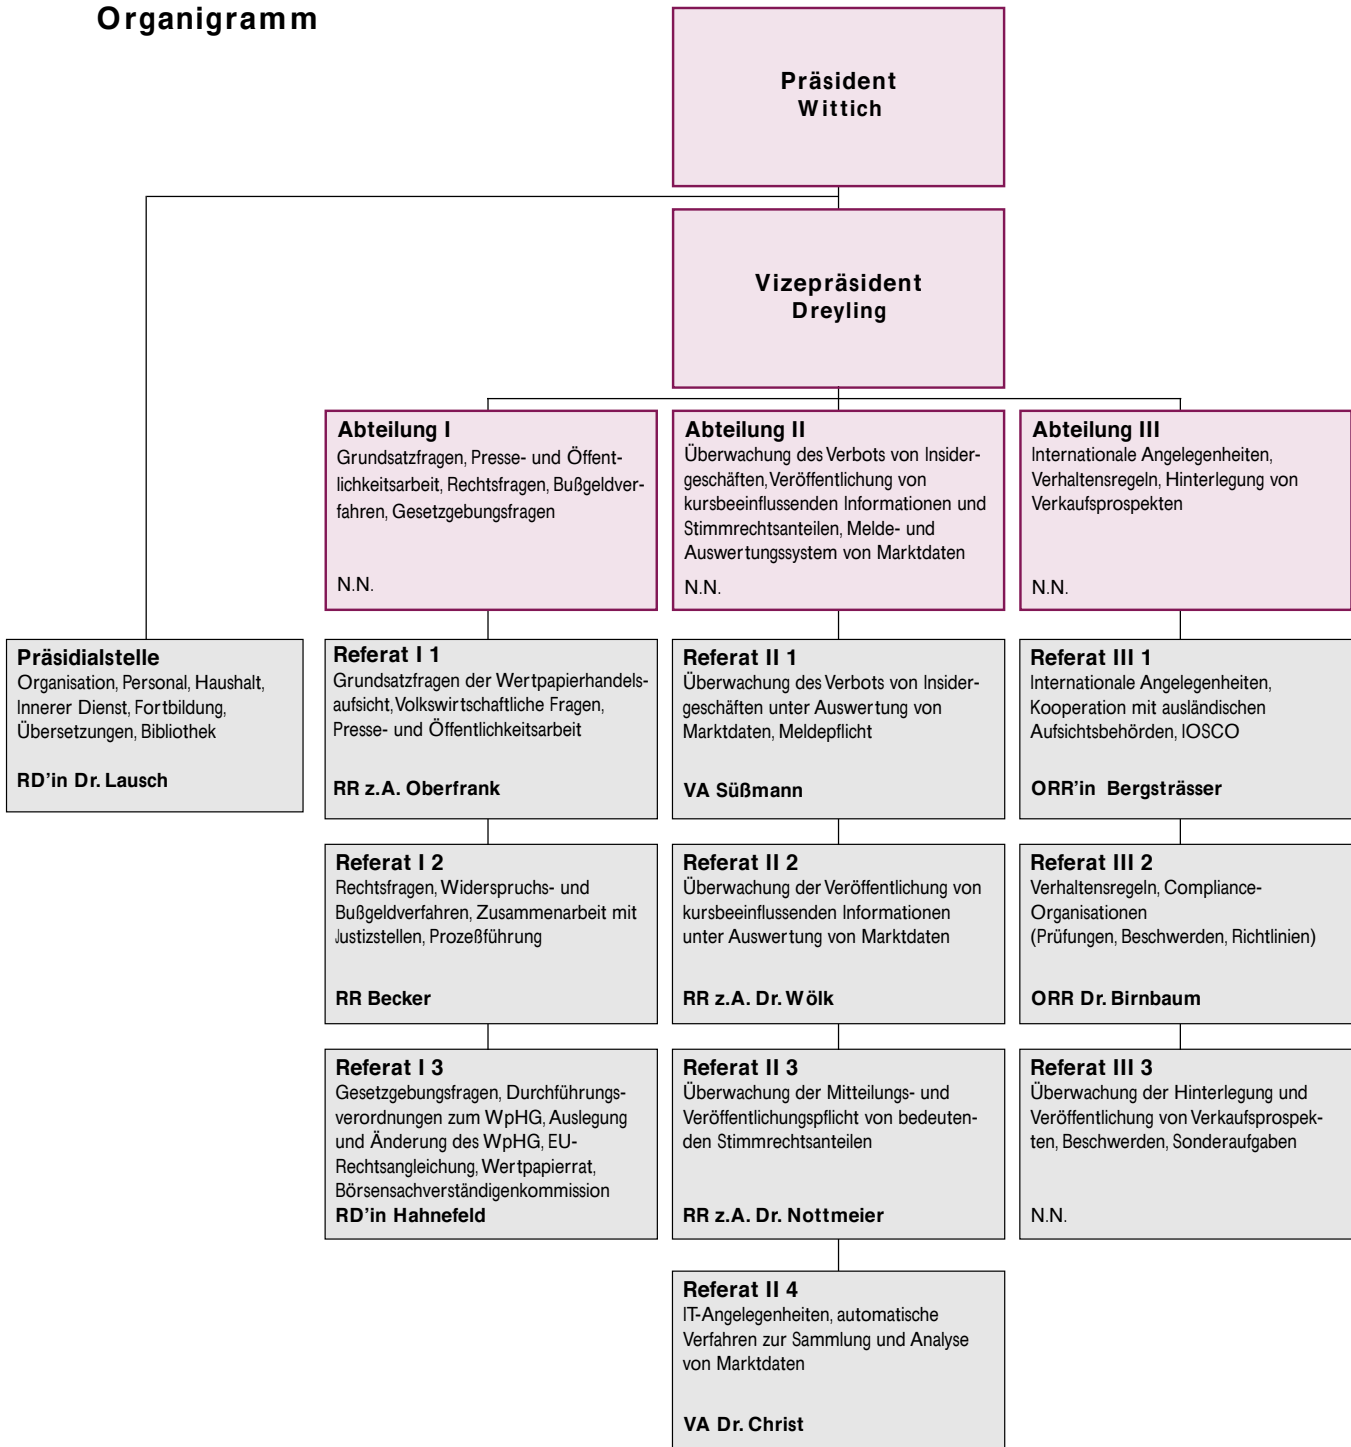 Organigramm
Präsident
Wittich
Vizepräsident
Dreyling
Abteilung I
Grundsatzfragen, Presse- und Öffent-
lichkeitsarbeit, Rechtsfragen, Bußgeldver-
fahren, Gesetzgebungsfragen
N.N.
Abteilung II
Überwachung des Verbots von Insider-
geschäften, Veröffentlichung von
kursbeeinflussenden Informationen und
Stimmrechtsanteilen, Melde- und
Auswertungssystem von Marktdaten
N.N.
Abteilung III
Internationale Angelegenheiten,
Verhaltensregeln, Hinterlegung von
Verkaufsprospekten
N.N.
Präsidialstelle
Organisation, Personal, Haushalt,
Innerer Dienst, Fortbildung,
Übersetzungen, Bibliothek
RD'in Dr. Lausch
Referat I 1
Grundsatzfragen der Wertpapierhandels-
aufsicht, Volkswirtschaftliche Fragen,
Presse- und Öffentlichkeitsarbeit
RR z.A. Oberfrank
Referat II 1
Überwachung des Verbots von Insider-
geschäften unter Auswertung von
Marktdaten, Meldepflicht
VA Süßmann
Referat III 1
Internationale Angelegenheiten,
Kooperation mit ausländischen
Aufsichtsbehörden, IOSCO
ORR'in Bergsträsser
Referat I 2
Rechtsfragen, Widerspruchs- und
Bußgeldverfahren, Zusammenarbeit mit
Justizstellen, Prozeßführung
RR Becker
Referat II 2
Überwachung der Veröffentlichung von
kursbeeinflussenden Informationen
unter Auswertung von Marktdaten
RR z.A. Dr. Wölk
Referat III 2
Verhaltensregeln, Compliance-
Organisationen
(Prüfungen, Beschwerden, Richtlinien)
ORR Dr. Birnbaum
Referat I 3
Gesetzgebungsfragen, Durchführungs-
verordnungen zum WpHG, Auslegung
und Änderung des WpHG, EU-
Rechtsangleichung, Wertpapierrat,
Börsensachverständigenkommission
RD'in Hahnefeld
Referat II 3
Überwachung der Mitteilungs- und
Veröffentlichungspflicht von bedeuten-
den Stimmrechtsanteilen
RR z.A. Dr. Nottmeier
Referat III 3
Überwachung der Hinterlegung und
Veröffentlichung von Verkaufsprospek-
ten, Beschwerden, Sonderaufgaben
N.N.
Referat II 4
IT-Angelegenheiten, automatische
Verfahren zur Sammlung und Analyse
von Marktdaten
VA Dr. Christ